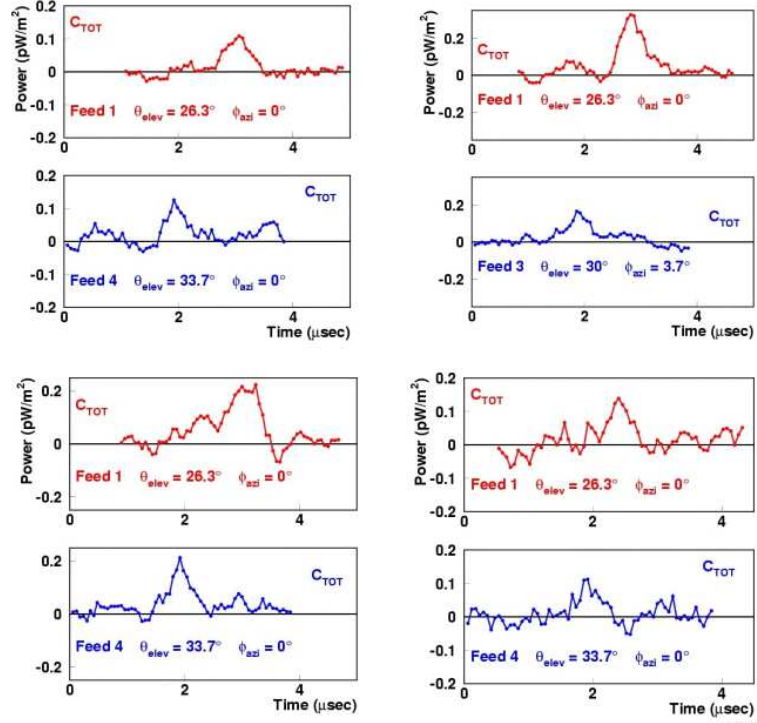 Power (pW/m²)
0.2
0.1
0
-0.1
-0.2
C_TOT
Feed 1 θ_elev = 26.3° ϕ_azi = 0°
0 2 4
0.2
0.1
0
-0.1
-0.2
C_TOT
Feed 4 θ_elev = 33.7° ϕ_azi = 0°
0 2 4
Time (μsec)
Power (pW/m²)
0.2
0
-0.2
C_TOT
Feed 1 θ_elev = 26.3° ϕ_azi = 0°
0 2 4
0.2
0
-0.2
C_TOT
Feed 3 θ_elev = 30° ϕ_azi = 3.7°
0 2 4
Time (μsec)
Power (pW/m²)
0.2
0
-0.2
C_TOT
Feed 1 θ_elev = 26.3° ϕ_azi = 0°
0 2 4
0.2
0
-0.2
C_TOT
Feed 4 θ_elev = 33.7° ϕ_azi = 0°
0 2 4
Time (μsec)
Power (pW/m²)
0.2
0.1
0
-0.1
-0.2
C_TOT
Feed 1 θ_elev = 26.3° ϕ_azi = 0°
0 2 4
0.2
0.1
0
-0.1
-0.2
C_TOT
Feed 4 θ_elev = 33.7° ϕ_azi = 0°
0 2 4
Time (μsec)